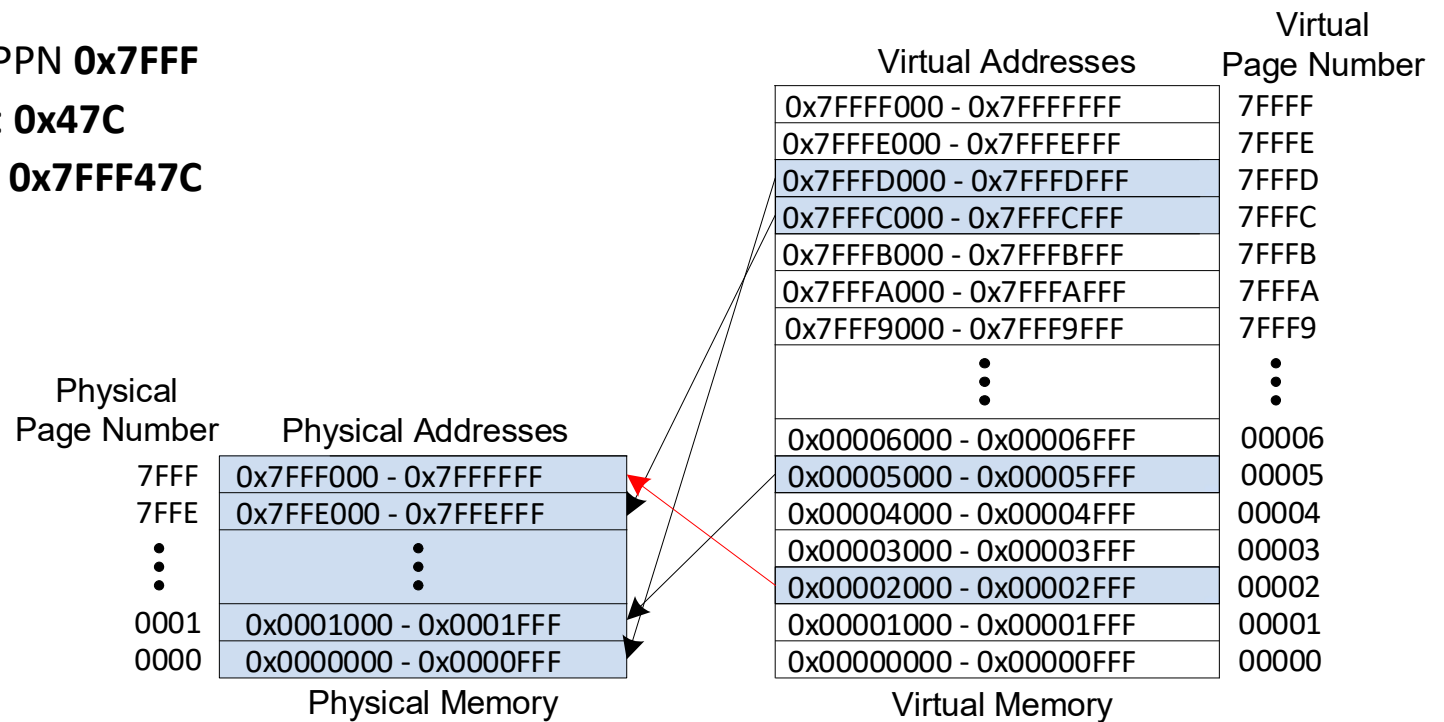 PPN 0x7FFF
: 0x47C
0x7FFF47C
Virtual Addresses
Virtual
Page Number
0x7FFFF000 - 0x7FFFFFFF 7FFFF
0x7FFFE000 - 0x7FFFEFFF 7FFFE
0x7FFFD000 - 0x7FFFDFFF 7FFFD
0x7FFFC000 - 0x7FFFCFFF 7FFFC
0x7FFFB000 - 0x7FFFBFFF 7FFFB
0x7FFFA000 - 0x7FFFAFFF 7FFFA
0x7FFF9000 - 0x7FFF9FFF 7FFF9
0x00006000 - 0x00006FFF 00006
0x00005000 - 0x00005FFF 00005
0x00004000 - 0x00004FFF 00004
0x00003000 - 0x00003FFF 00003
0x00002000 - 0x00002FFF 00002
0x00001000 - 0x00001FFF 00001
0x00000000 - 0x00000FFF 00000
Virtual Memory
Physical
Page Number
Physical Addresses
7FFF 0x7FFF000 - 0x7FFFFFF
7FFE 0x7FFE000 - 0x7FFEFFF
0001 0x0001000 - 0x0001FFF
0000 0x0000000 - 0x0000FFF
Physical Memory